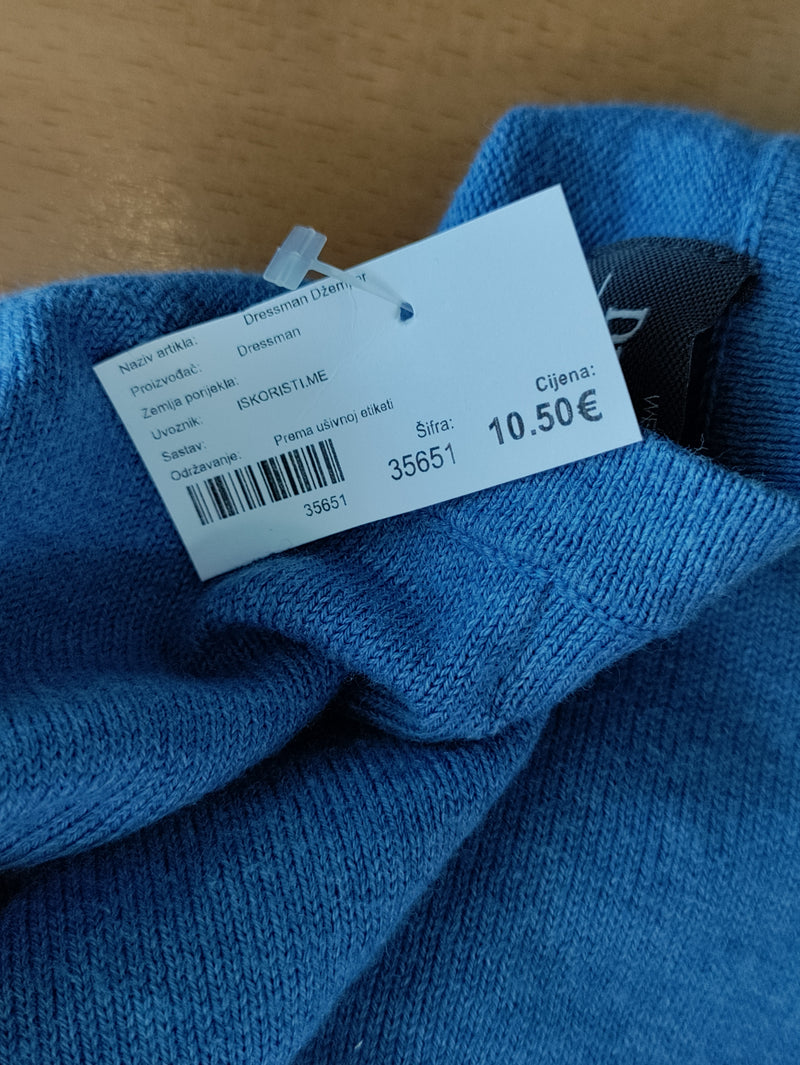 Naziv artikla: Dressman Džemper
Proizvođač: Dressman
Zemlja porijekla:
Uvoznik: ISKORISTI.ME
Sastav:
Održavanje: Prema ušivnoj etiketi
35651
Šifra:
35651
Cijena:
10.50€